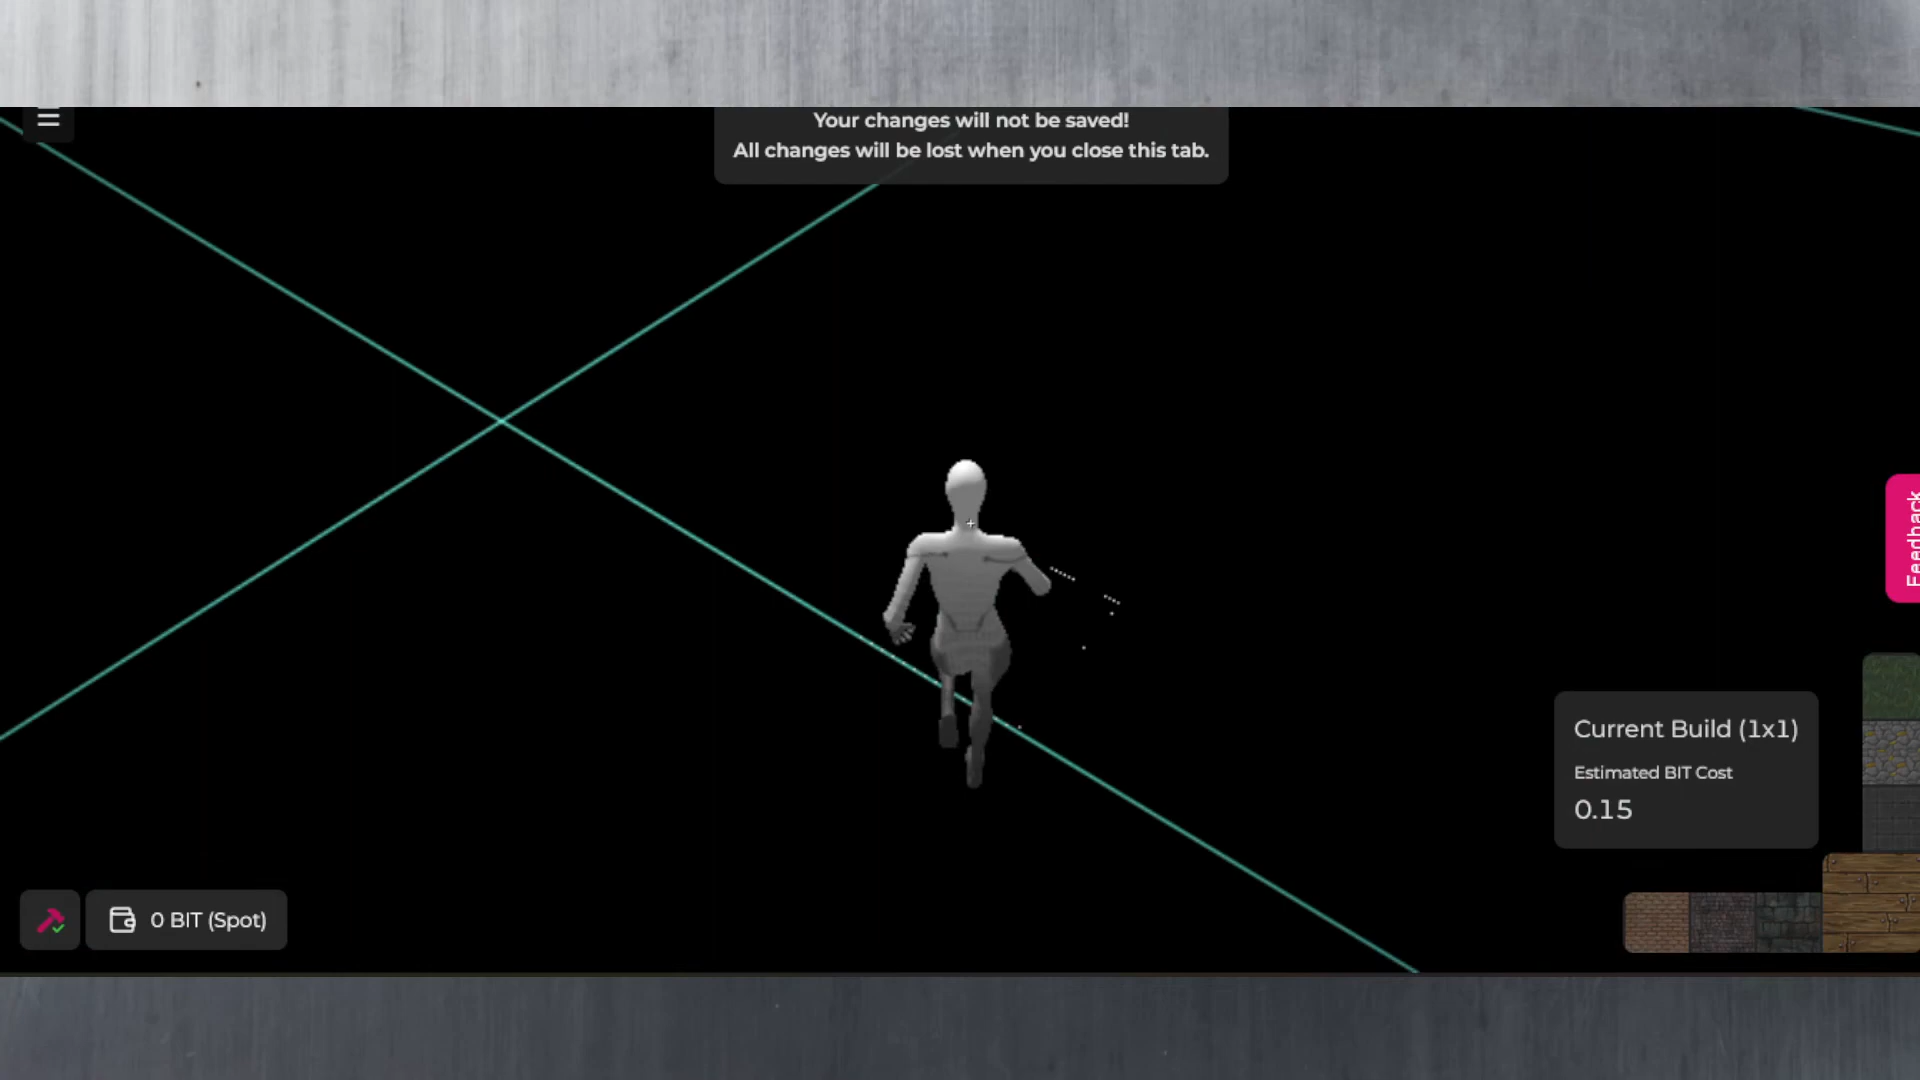 Your changes will not be saved!
All changes will be lost when you close this tab.
Feedback
Current Build (1x1)
Estimated BIT Cost
0.15
0 BIT (Spot)